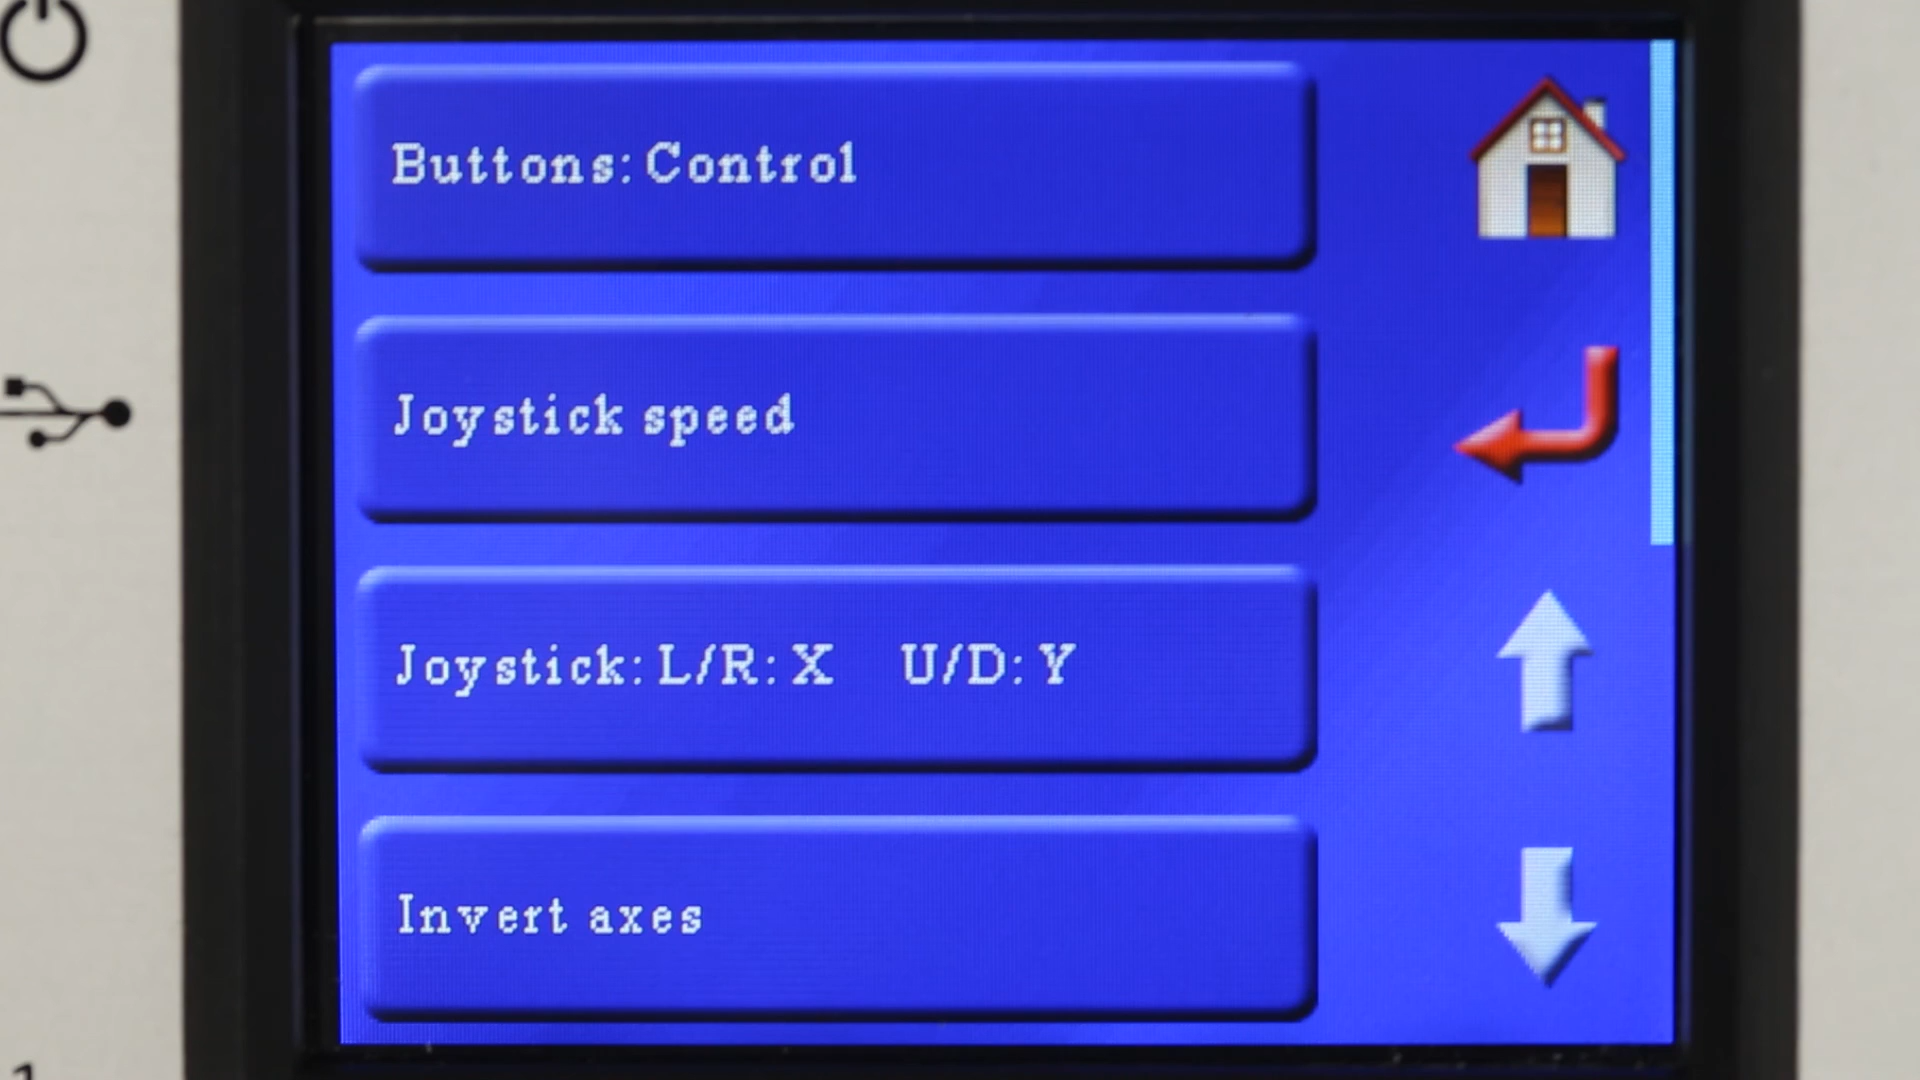 Buttons: Control
Joystick speed
Joystick: L/R: X U/D: Y
Invert axes